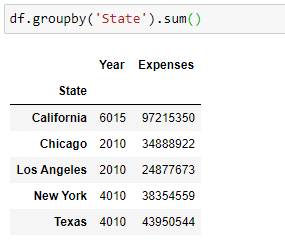 df.groupby('State').sum()
Year Expenses
State
California 6015 97215350
Chicago 2010 34888922
Los Angeles 2010 24877673
New York 4010 38354559
Texas 4010 43950544